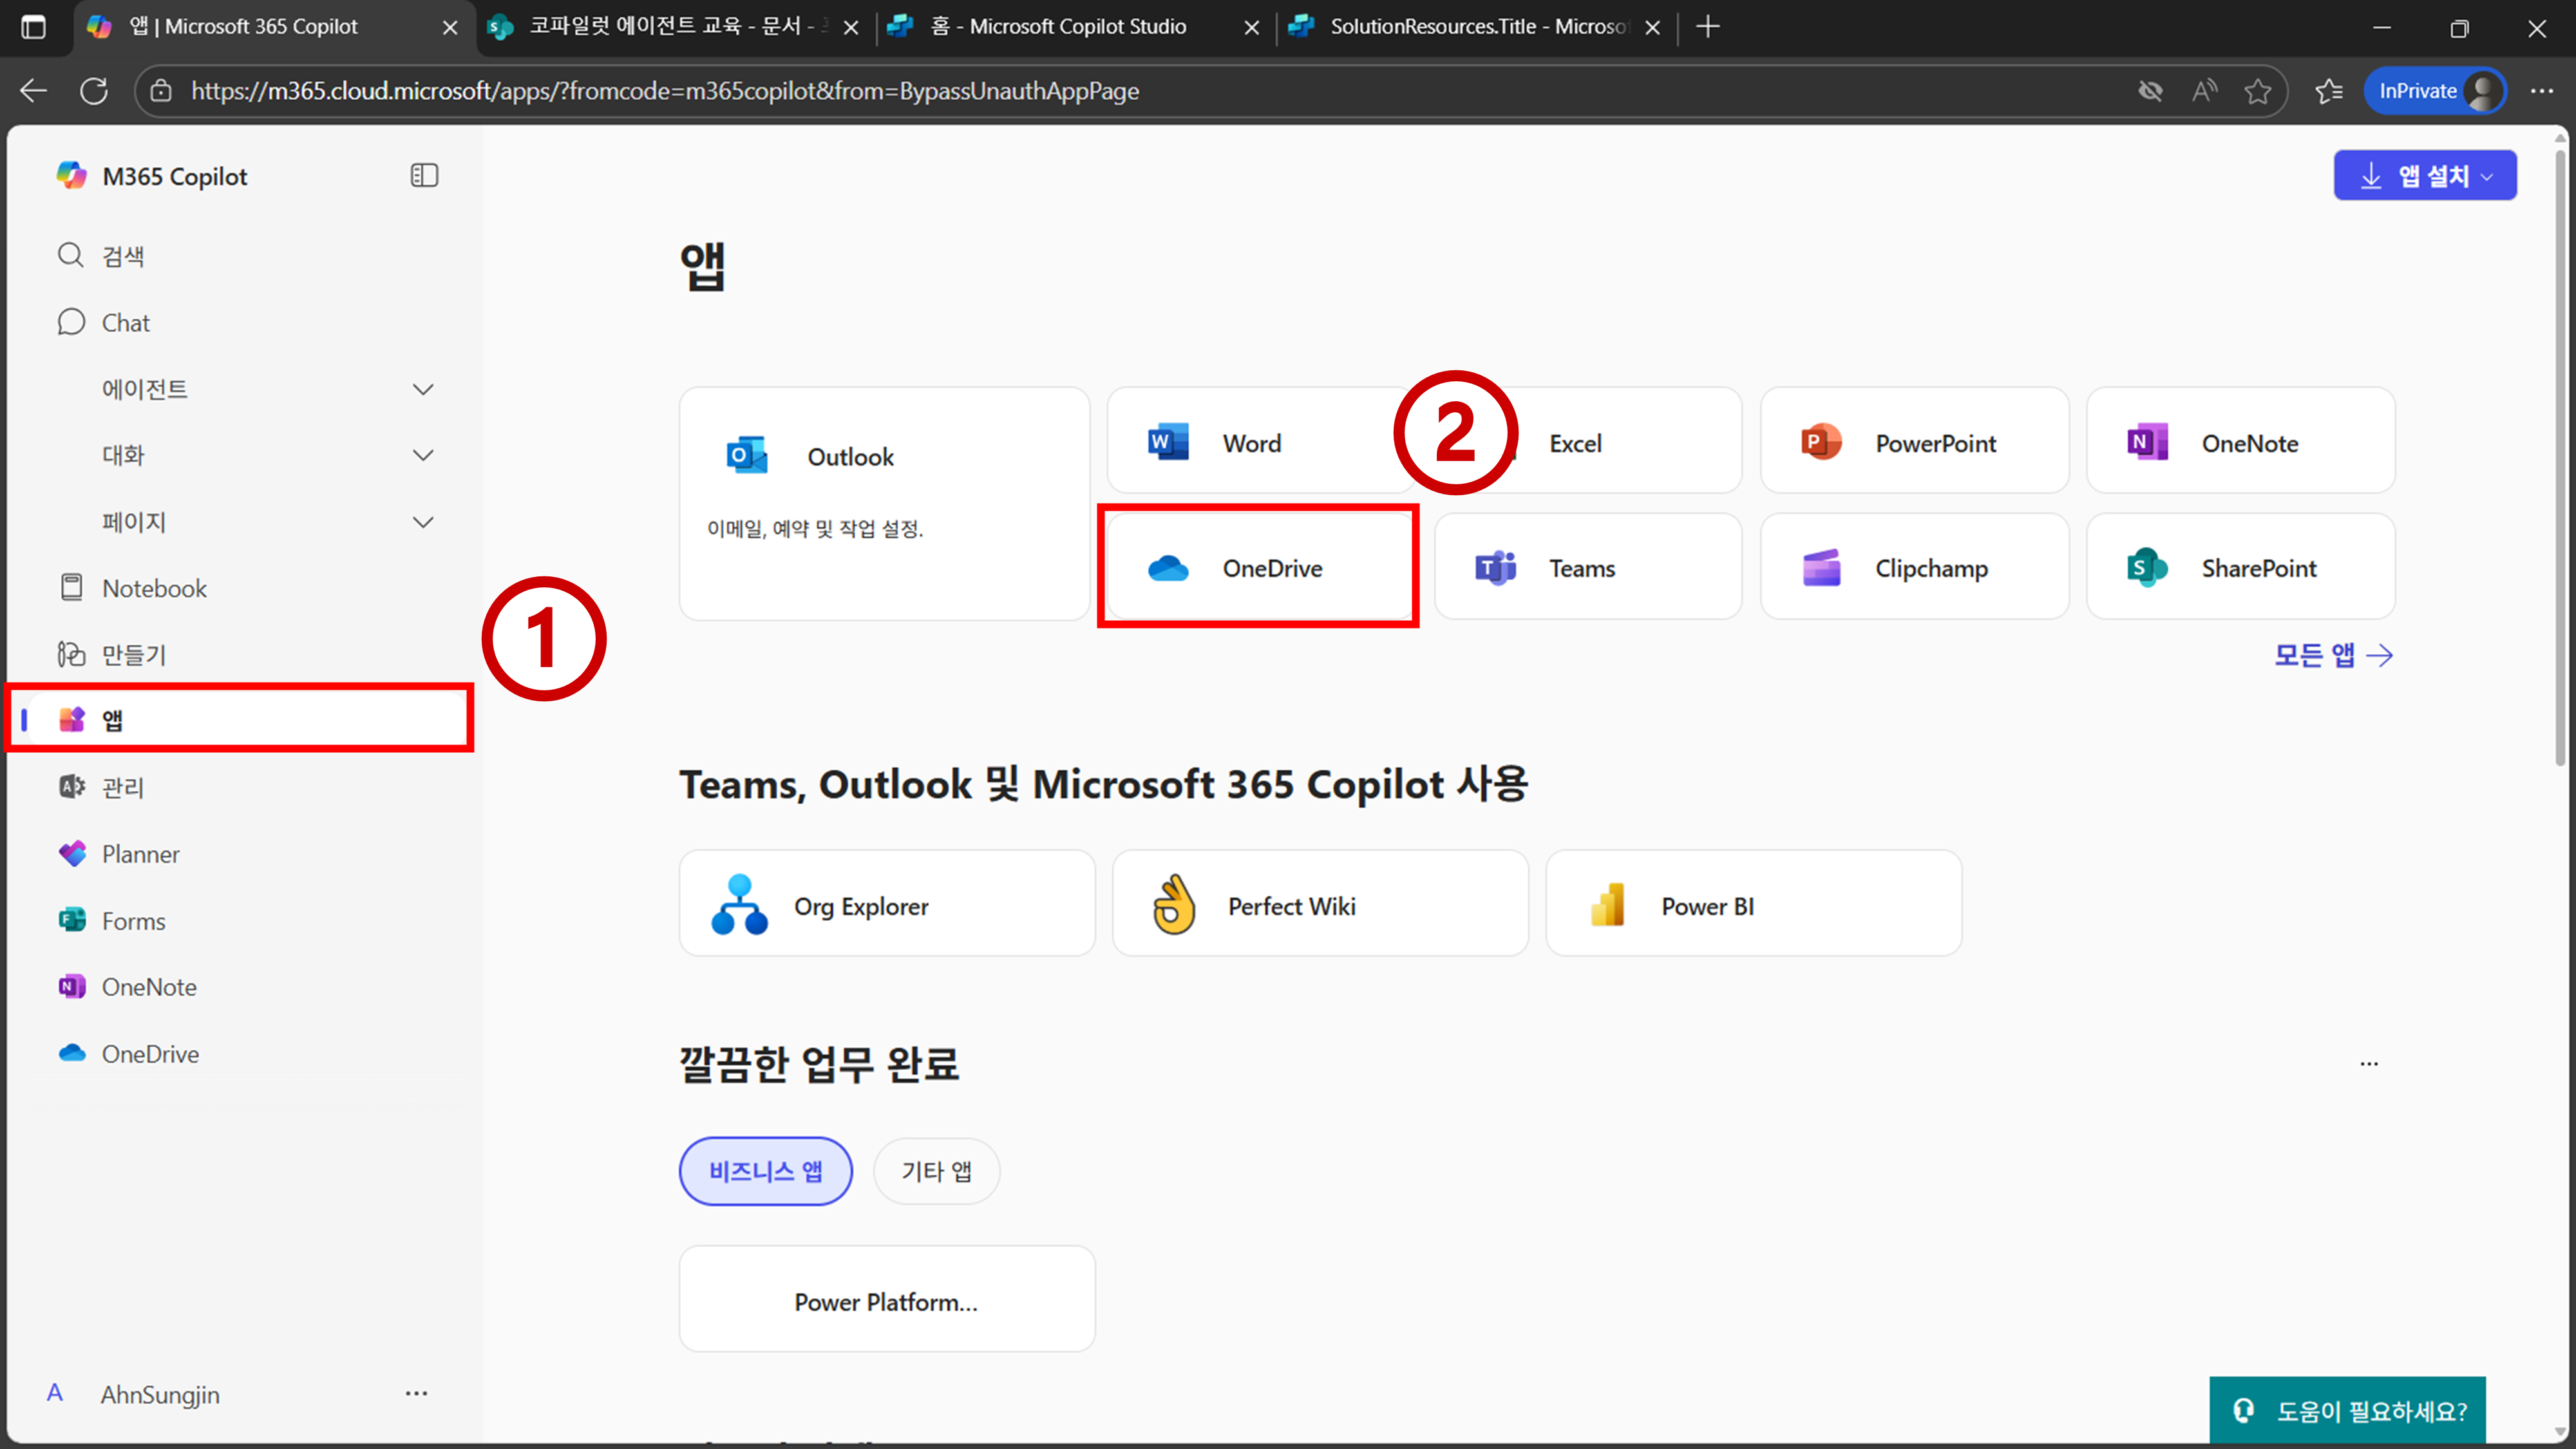 앱 | Microsoft 365 Copilot
코파일럿 에이전트 교육 - 문서 -
홈 - Microsoft Copilot Studio
SolutionResources.Title - Microso
https://m365.cloud.microsoft/apps/?fromcode=m365copilot&from=BypassUnauthAppPage
InPrivate
M365 Copilot
검색
Chat
에이전트
대화
페이지
Notebook
만들기
앱
관리
Planner
Forms
OneNote
OneDrive
A
AhnSungjin
1
앱 설치
앱
Outlook
이메일, 예약 및 작업 설정.
Word
2
Excel
PowerPoint
OneNote
OneDrive
Teams
Clipchamp
SharePoint
모든 앱
Teams, Outlook 및 Microsoft 365 Copilot 사용
Org Explorer
Perfect Wiki
Power BI
깔끔한 업무 완료
비즈니스 앱
기타 앱
Power Platform...
도움이 필요하세요?